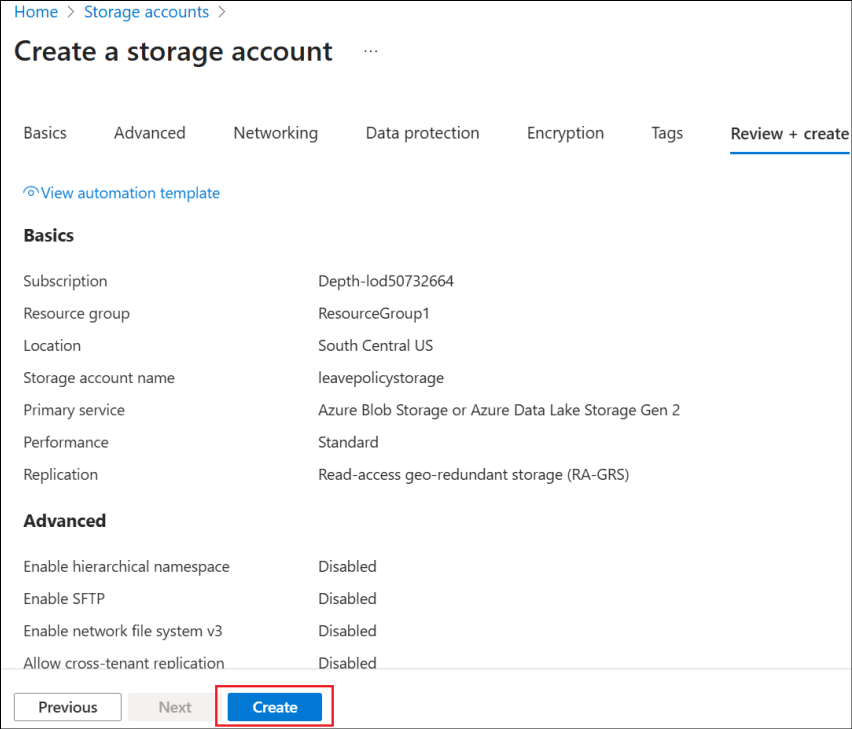 Home > Storage accounts >
Create a storage account ...
Basics Advanced Networking Data protection Encryption Tags Review + create
View automation template
Basics
Subscription Depth-lod50732664
Resource group ResourceGroup1
Location South Central US
Storage account name leavepolicystorage
Primary service Azure Blob Storage or Azure Data Lake Storage Gen 2
Performance Standard
Replication Read-access geo-redundant storage (RA-GRS)
Advanced
Enable hierarchical namespace Disabled
Enable SFTP Disabled
Enable network file system v3 Disabled
Allow cross-tenant replication Disabled
Previous Next Create